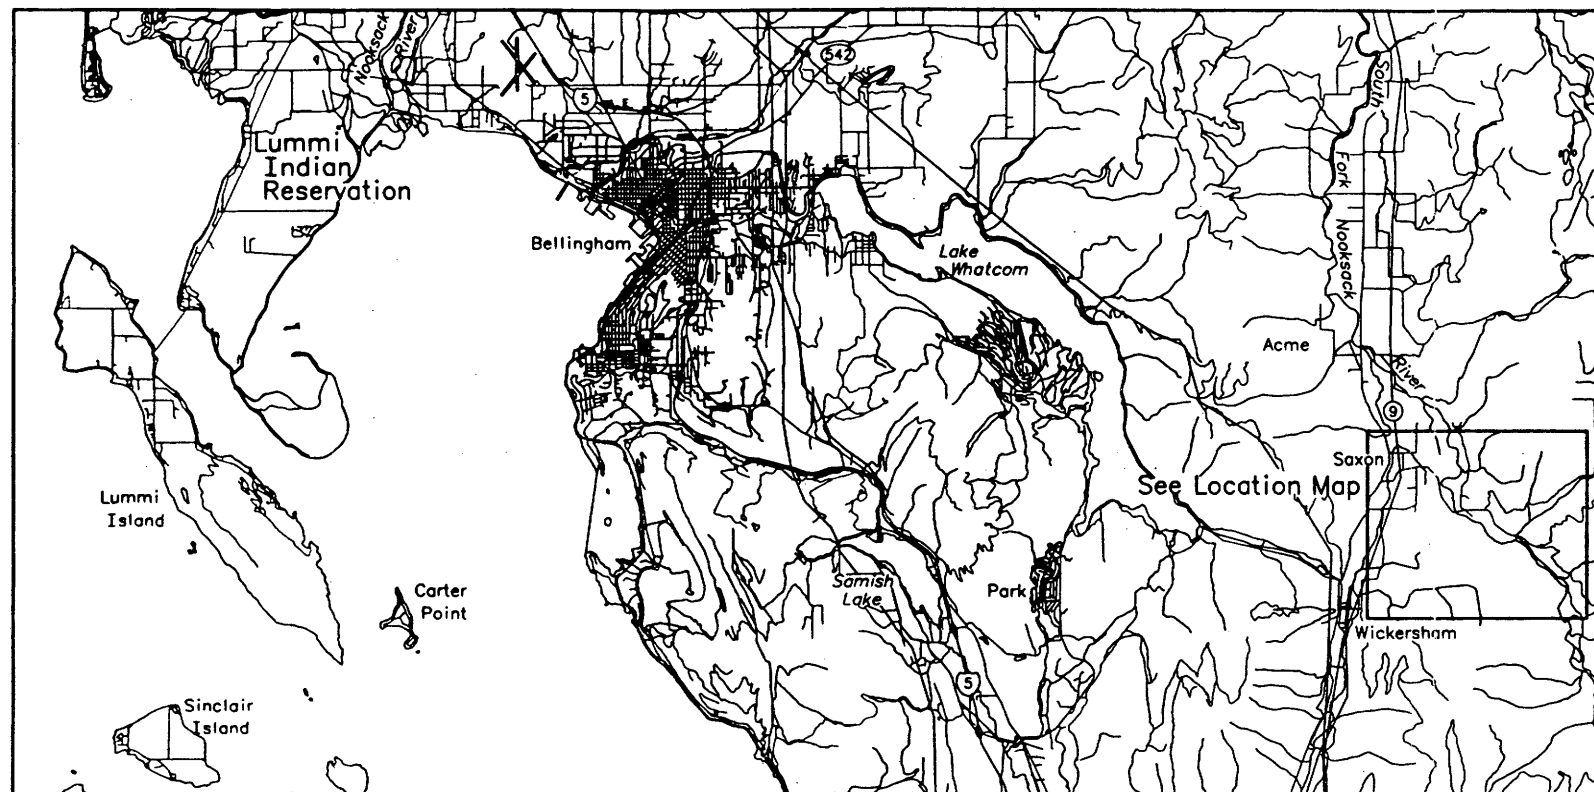 Nooksack
River
542
5
South
Fork
Nooksack
River
Lummi
Indian
Reservation
Bellingham
Lake
Whatcom
Acme
9
Saxon
See Location Map
Lummi
Island
Carter
Point
Samish
Lake
Park
Wickersham
5
Sinclair
Island